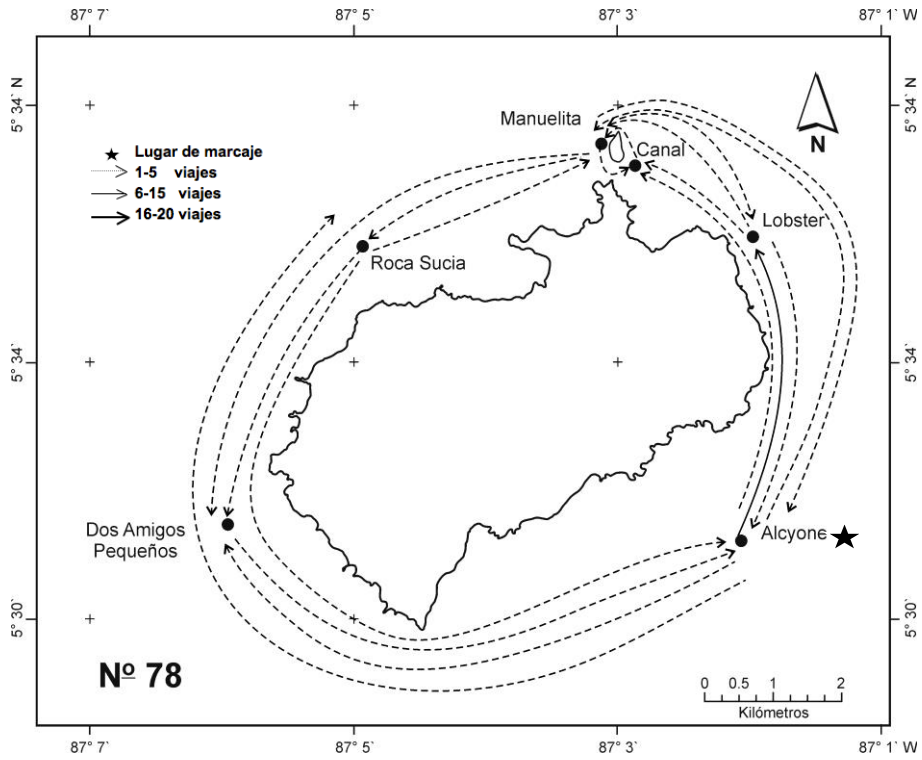 87° 7`
87° 5`
87° 3`
87° 1` W
5° 34` N
Manuelita
Canal
N
Lugar de marcaje
1-5 viajes
6-15 viajes
16-20 viajes
Lobster
Roca Sucia
5° 34`
5° 34`
Dos Amigos
Pequeños
Alcyone
5° 30`
5° 30`
Nº 78
0 0.5 1 2
Kilómetros
87° 7`
87° 5`
87° 3`
87° 1` W
5° 34` N